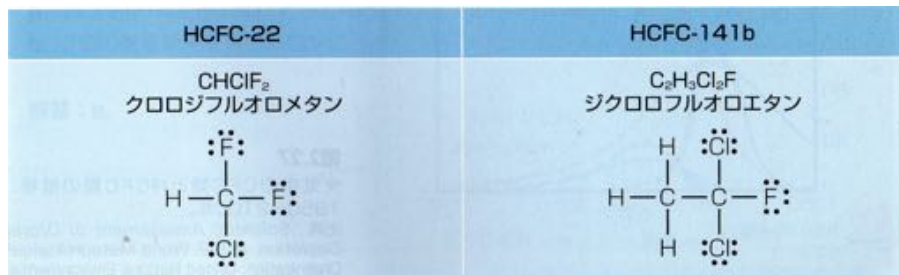 HCFC-22
HCFC-141b
CHClF₂
クロロジフルオロメタン
C₂H₃Cl₂F
ジクロロフルオロエタン
:F:
H—C—F:
:Cl:
H :Cl:
H—C—C—F:
H :Cl: